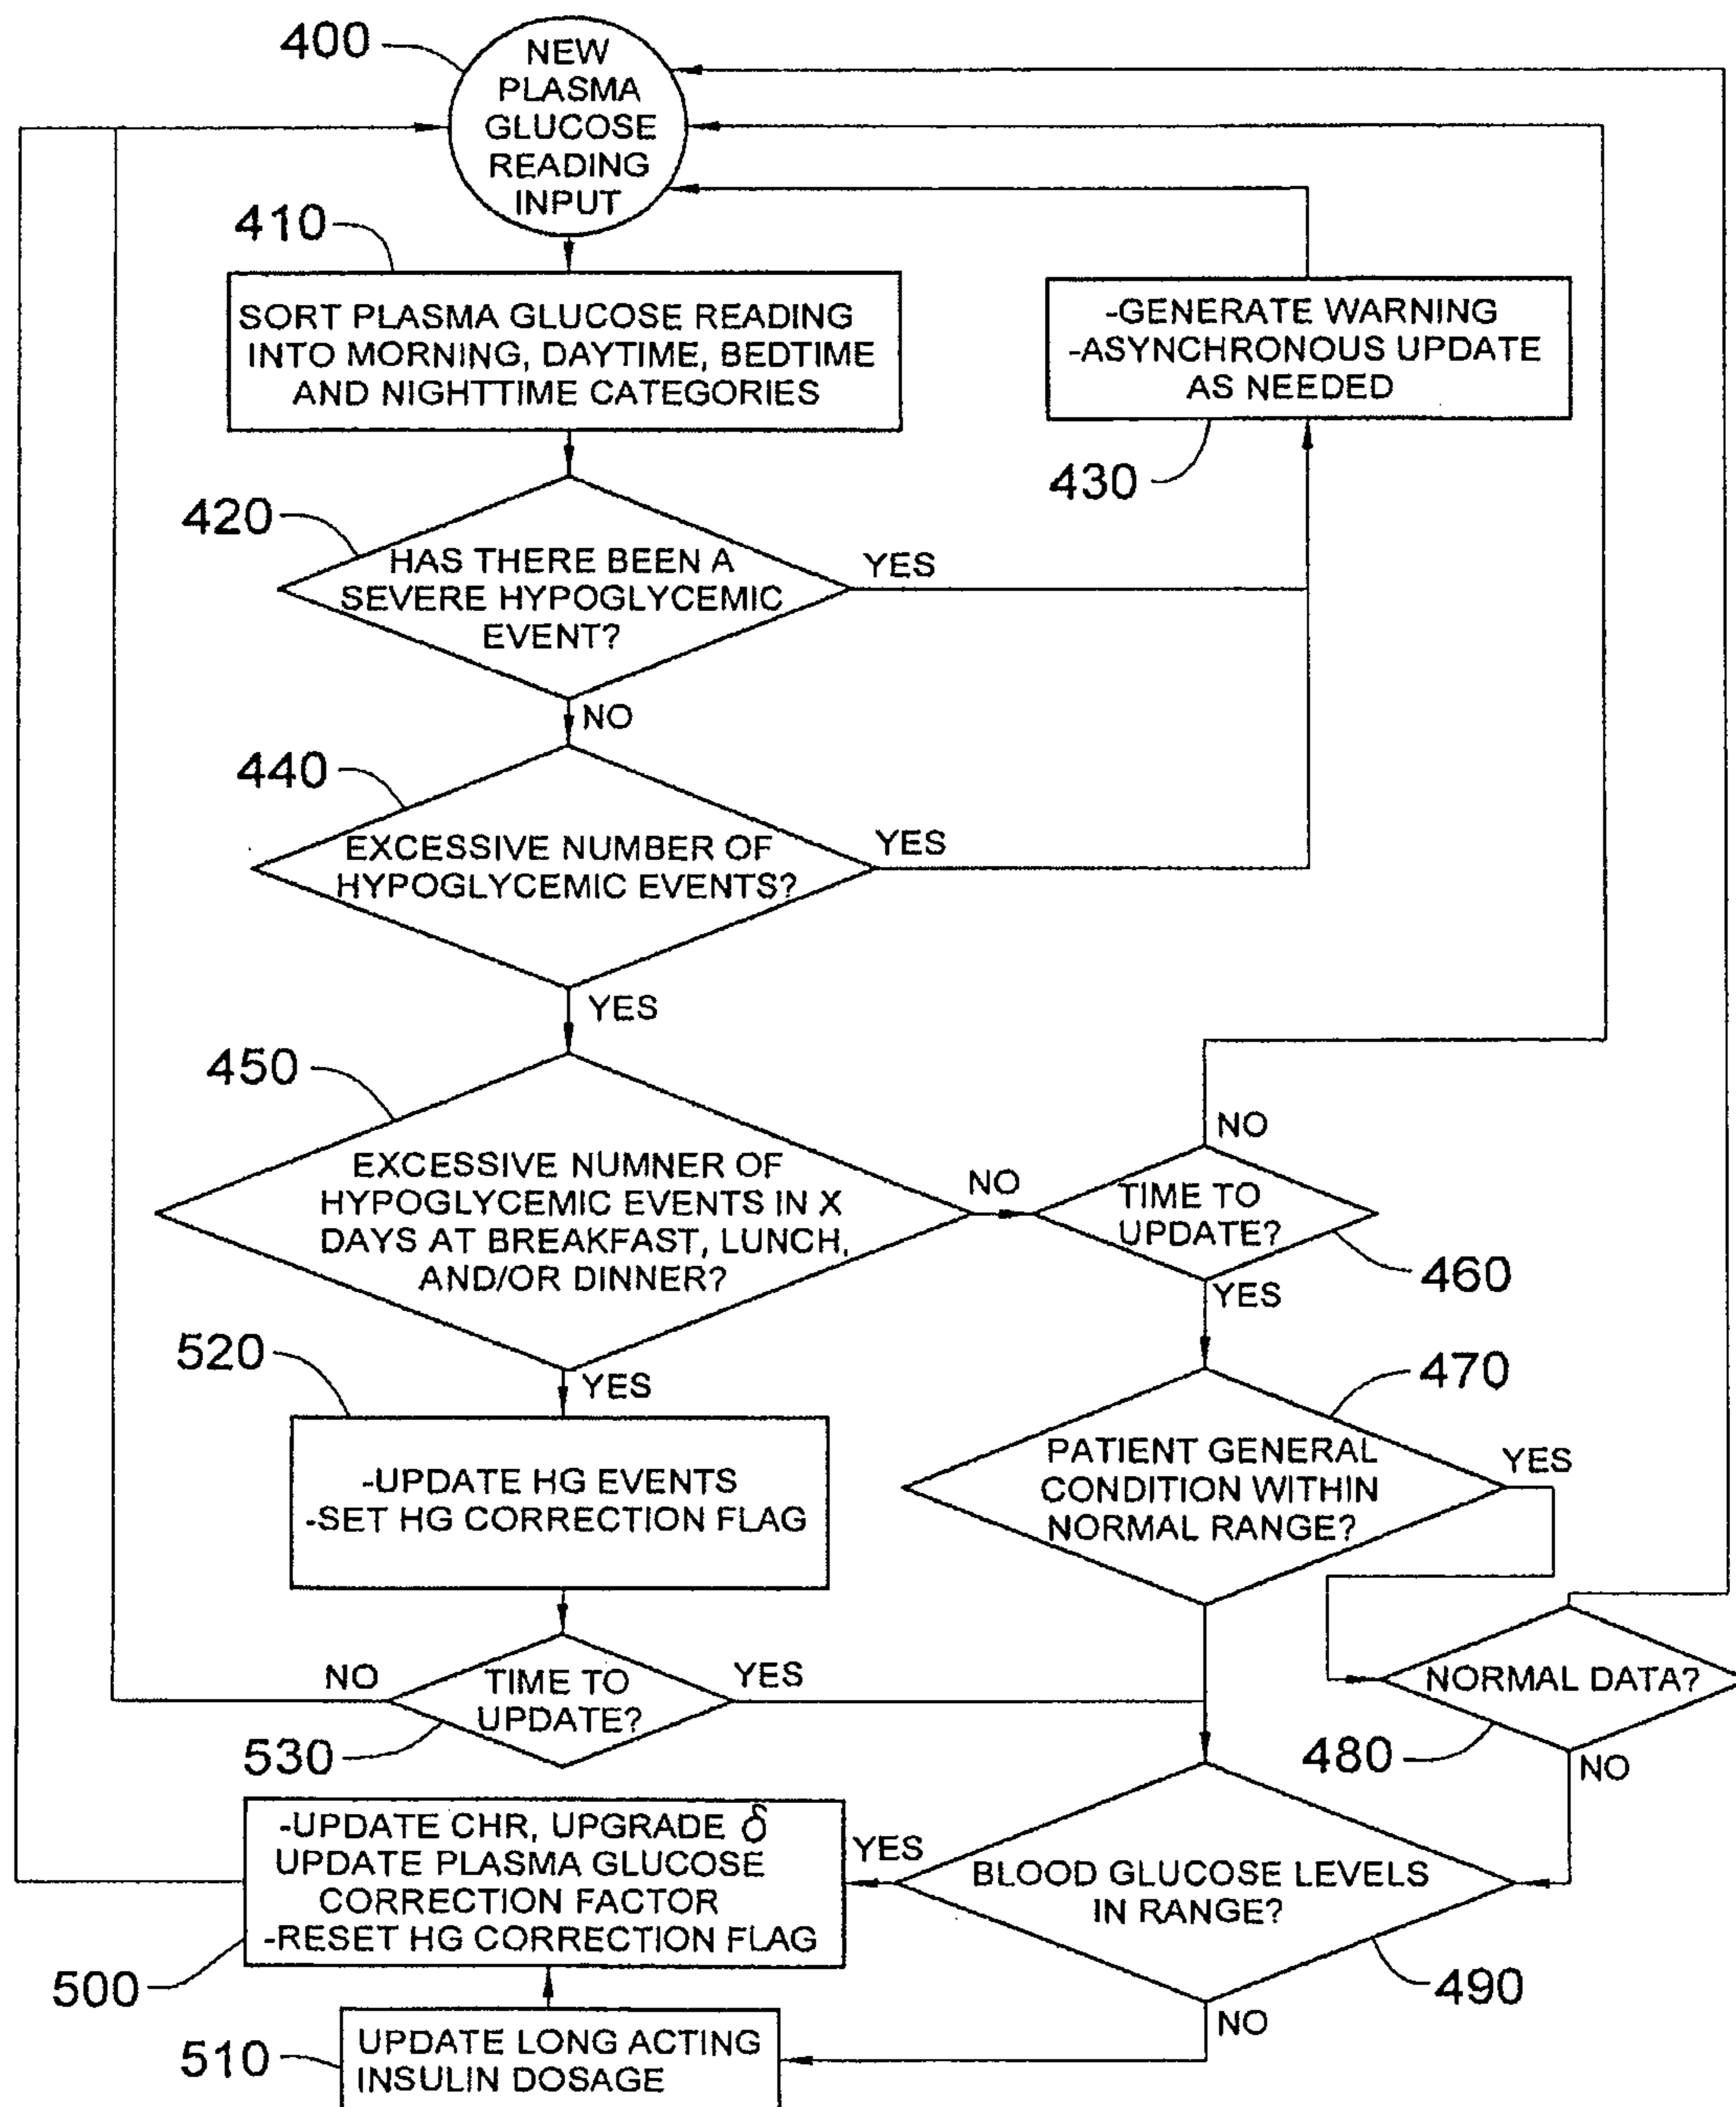 400
NEW
PLASMA
GLUCOSE
READING
INPUT
410
SORT PLASMA GLUCOSE READING
INTO MORNING, DAYTIME, BEDTIME
AND NIGHTTIME CATEGORIES
-GENERATE WARNING
-ASYNCHRONOUS UPDATE
AS NEEDED
430
420
HAS THERE BEEN A
SEVERE HYPOGLYCEMIC
EVENT?
YES
NO
440
EXCESSIVE NUMBER OF
HYPOGLYCEMIC EVENTS?
YES
YES
450
EXCESSIVE NUMNER OF
HYPOGLYCEMIC EVENTS IN X
DAYS AT BREAKFAST, LUNCH,
AND/OR DINNER?
NO
NO
TIME TO
UPDATE?
460
YES
YES
520
-UPDATE HG EVENTS
-SET HG CORRECTION FLAG
470
PATIENT GENERAL
CONDITION WITHIN
NORMAL RANGE?
YES
NO
TIME TO
UPDATE?
YES
530
NORMAL DATA?
480
NO
-UPDATE CHR, UPGRADE δ
UPDATE PLASMA GLUCOSE
CORRECTION FACTOR
-RESET HG CORRECTION FLAG
500
YES
BLOOD GLUCOSE LEVELS
IN RANGE?
490
NO
510
UPDATE LONG ACTING
INSULIN DOSAGE